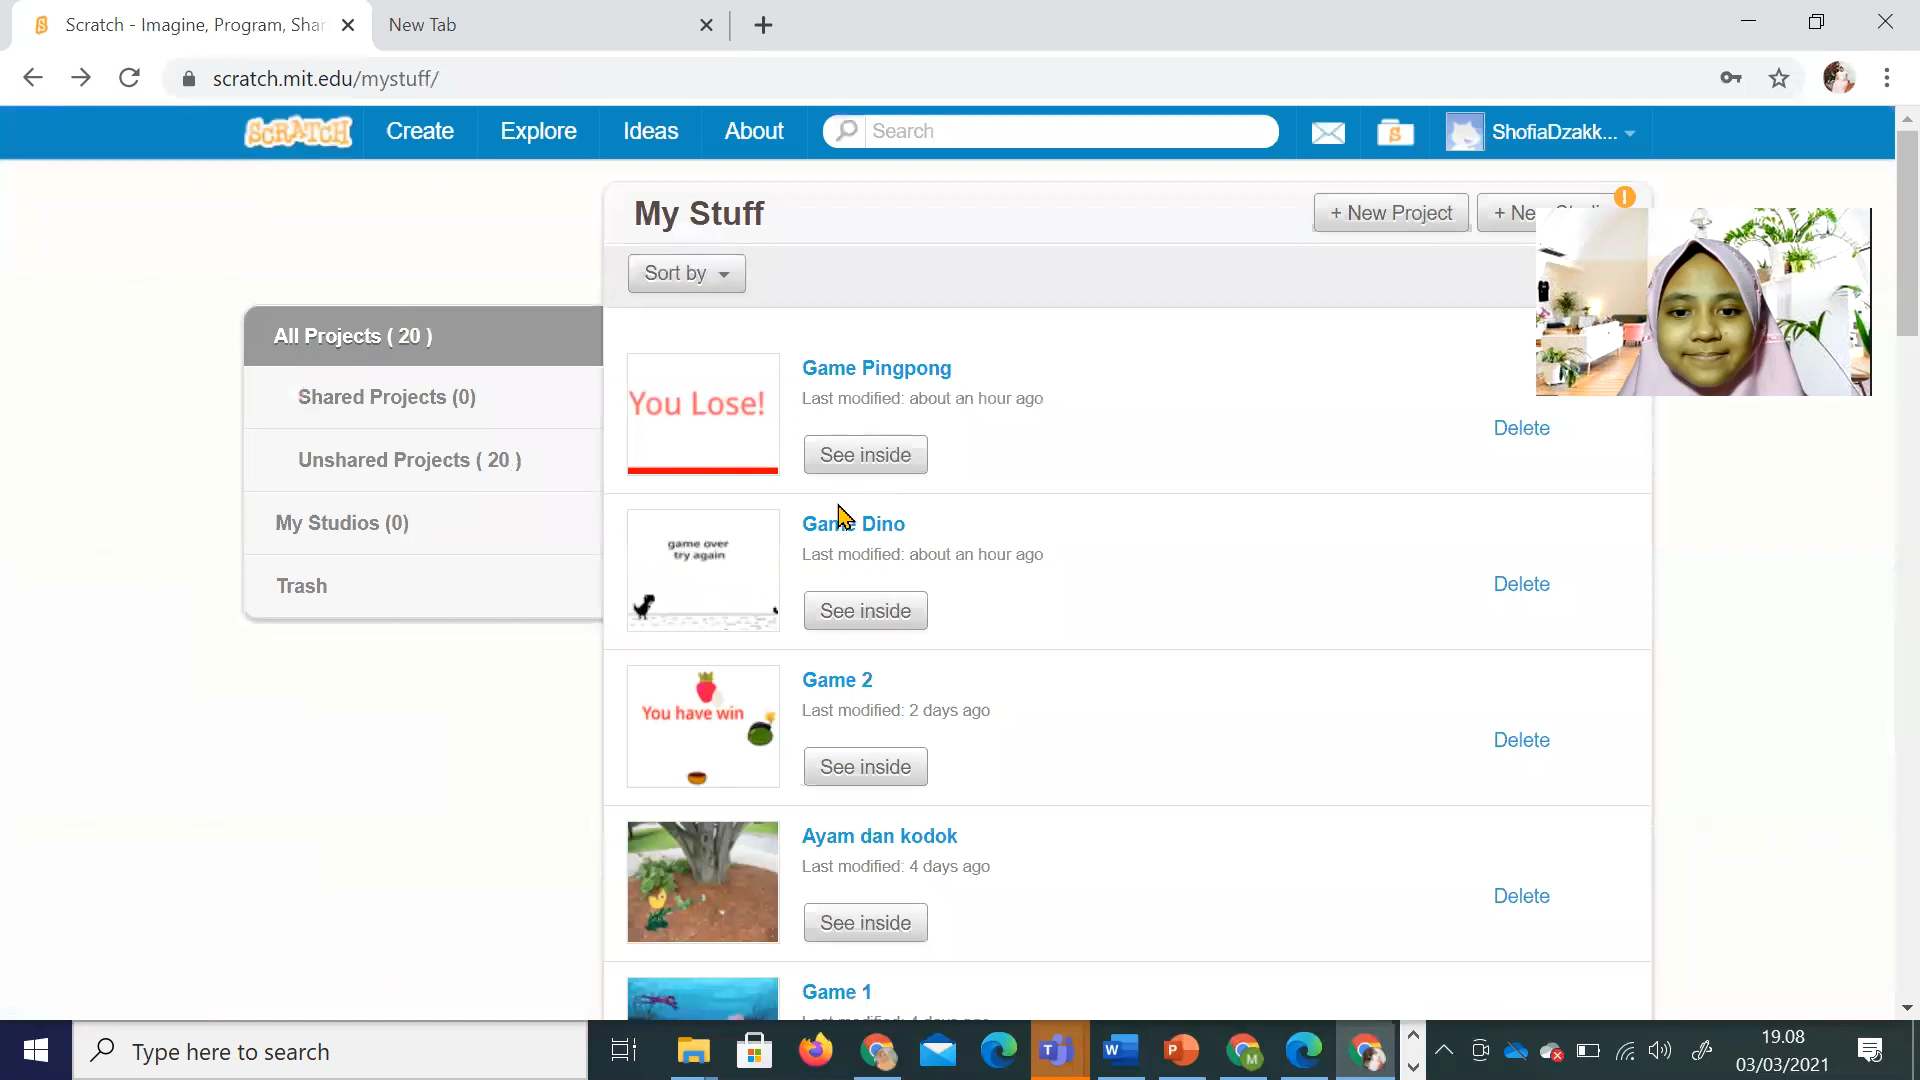 Scratch - Imagine, Program, Shar
New Tab
scratch.mit.edu/mystuff/
SCRATCH
Create
Explore
Ideas
About
Search
ShofiaDzakk...
My Stuff
+ New Project
+ Ne
Sort by
All Projects ( 20 )
Shared Projects (0)
Unshared Projects ( 20 )
My Studios (0)
Trash
You Lose!
Game Pingpong
Last modified: about an hour ago
See inside
Delete
game over
try again
Game Dino
Last modified: about an hour ago
See inside
Delete
You have win
Game 2
Last modified: 2 days ago
See inside
Delete
Ayam dan kodok
Last modified: 4 days ago
See inside
Delete
Game 1
Type here to search
19.08
03/03/2021